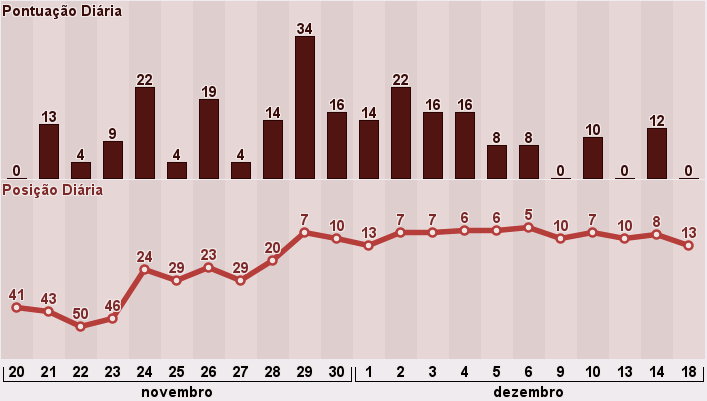 Pontuação Diária
0 13 4 9 22 4 19 4 14 34 16 14 22 16 16 8 8 0 10 0 12 0
Posição Diária
41 43 50 46 24 29 23 29 20 7 10 13 7 7 6 6 5 10 7 10 8 13
20 21 22 23 24 25 26 27 28 29 30 1 2 3 4 5 6 9 10 13 14 18
novembro dezembro